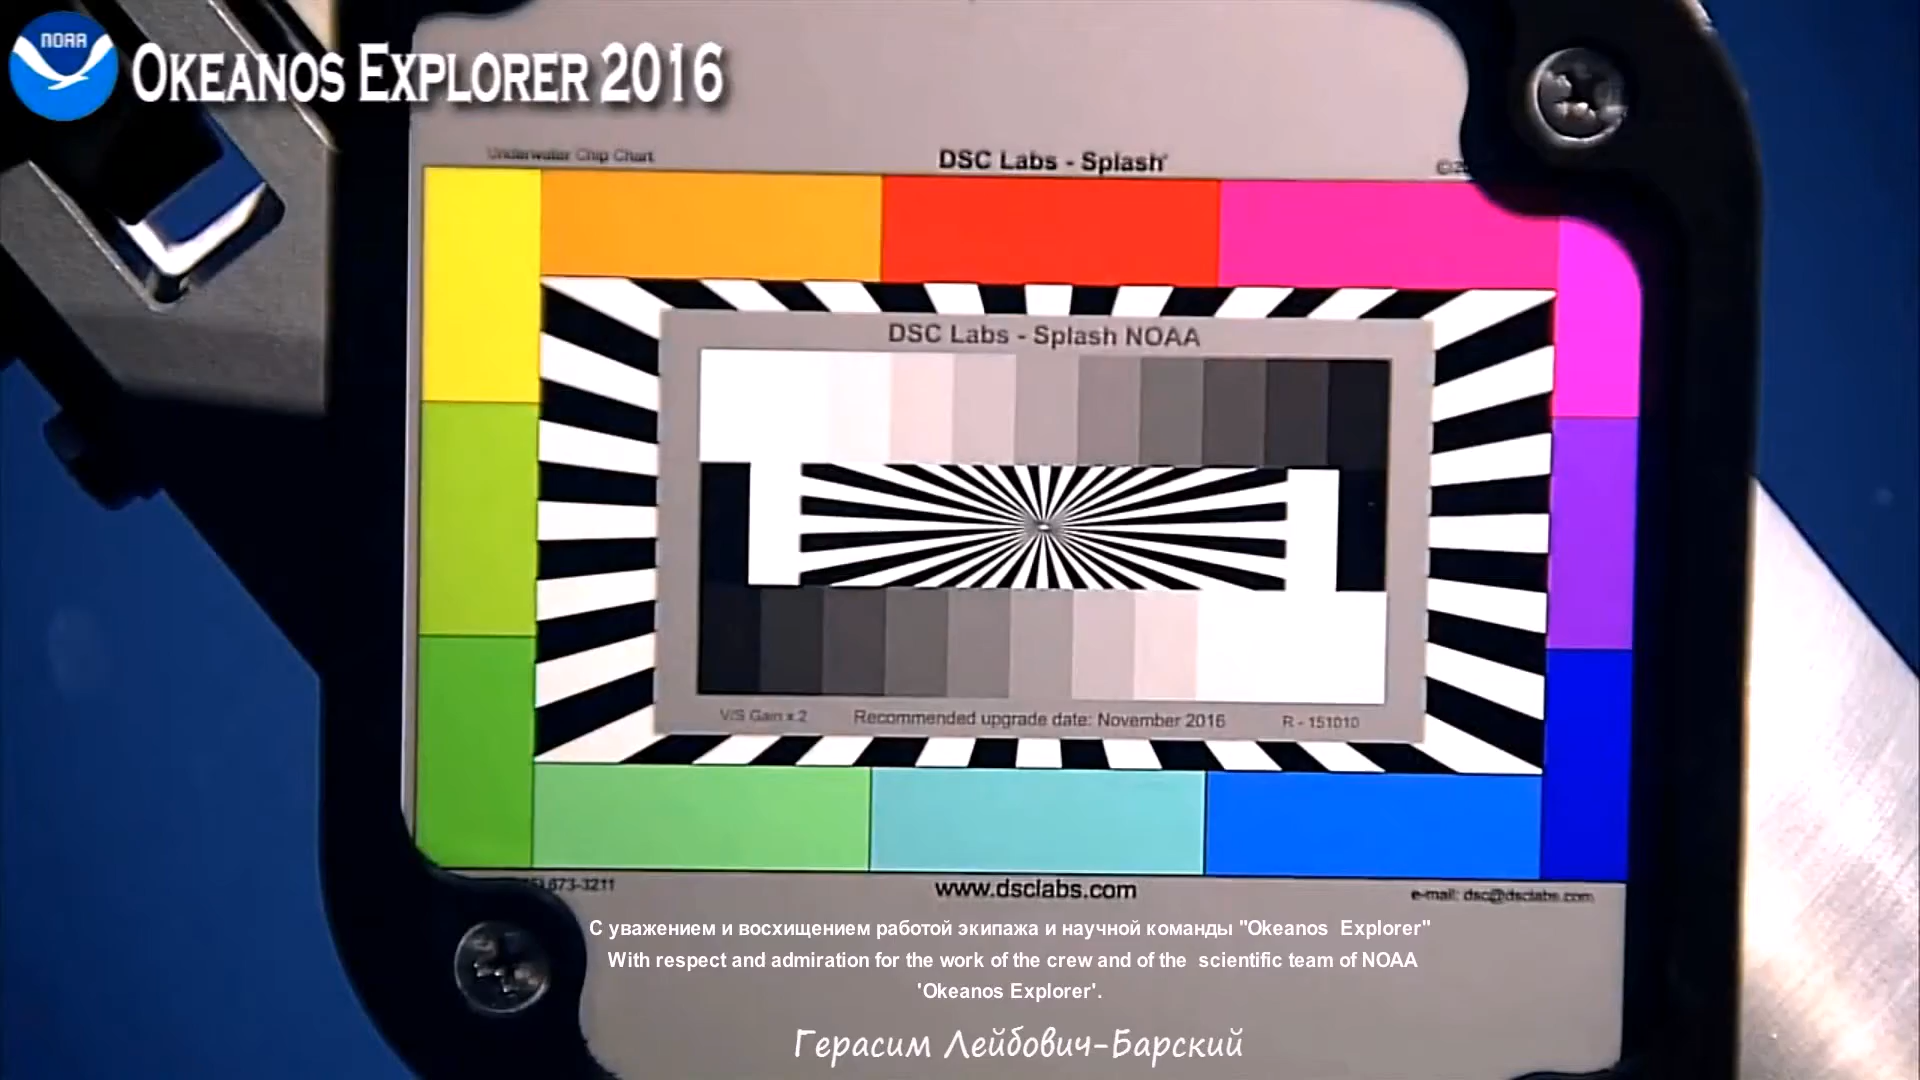 NOAA
OKEANOS EXPLORER 2016
Underwater Chip Chart
DSC Labs - Splash
DSC Labs - Splash NOAA
V/S Gain x 2
Recommended upgrade date: November 2016
R - 151010
673-3211
www.dsclabs.com
e-mail: dsc@dsclabs.com
С уважением и восхищением работой экипажа и научной команды "Okeanos Explorer"
With respect and admiration for the work of the crew and of the scientific team of NOAA
'Okeanos Explorer'.
Герасим Лейбович-Барский